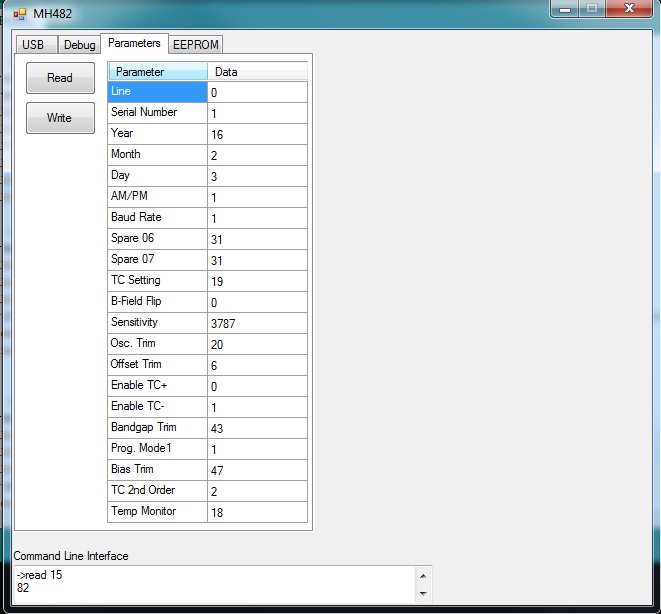 MH482
USB Debug Parameters EEPROM
Read
Write
Parameter Data
Line 0
Serial Number 1
Year 16
Month 2
Day 3
AM/PM 1
Baud Rate 1
Spare 06 31
Spare 07 31
TC Setting 19
B-Field Flip 0
Sensitivity 3787
Osc. Trim 20
Offset Trim 6
Enable TC+ 0
Enable TC- 1
Bandgap Trim 43
Prog. Mode1 1
Bias Trim 47
TC 2nd Order 2
Temp Monitor 18
Command Line Interface
->read 15
82